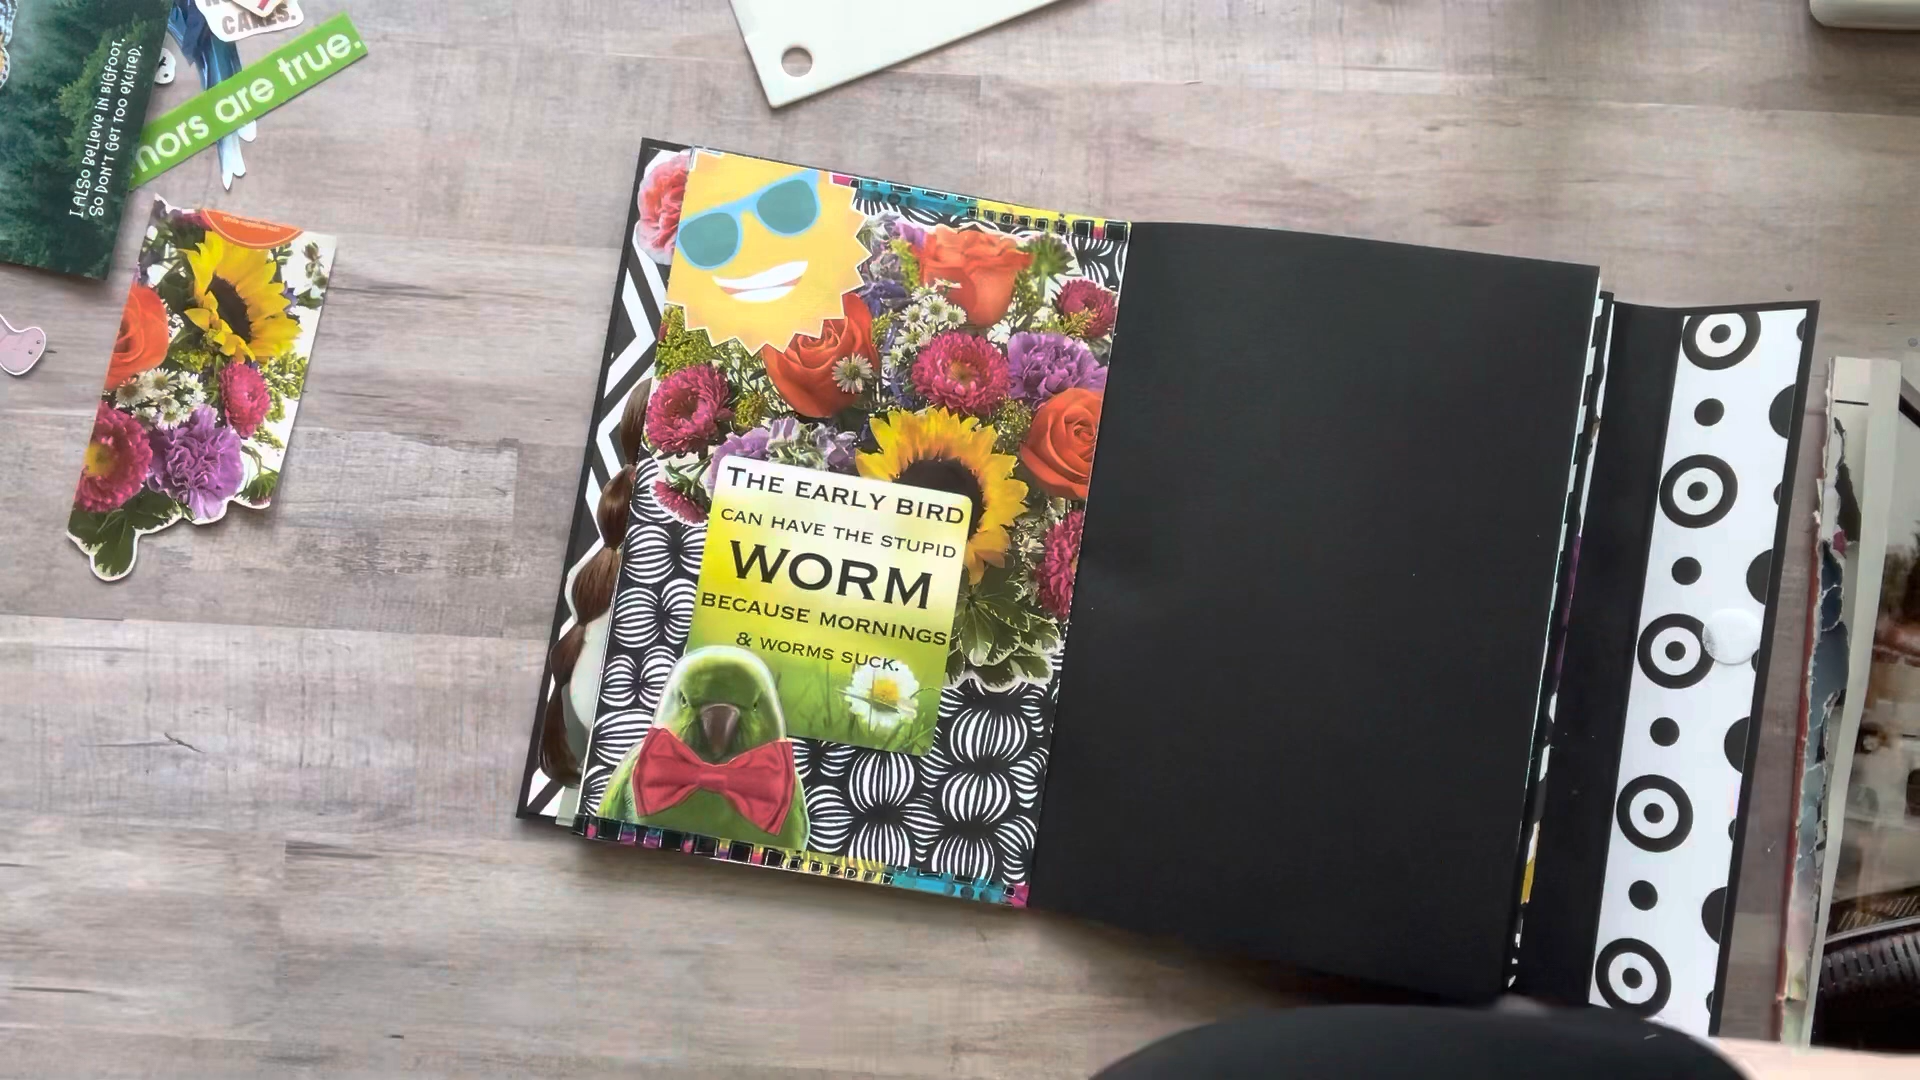 CAKES.
mors are true.
I ALSO BELIEVE IN BIGFOOT,
SO DON'T GET TOO EXCITED.
THE EARLY BIRD
CAN HAVE THE STUPID
WORM
BECAUSE MORNINGS
& WORMS SUCK.